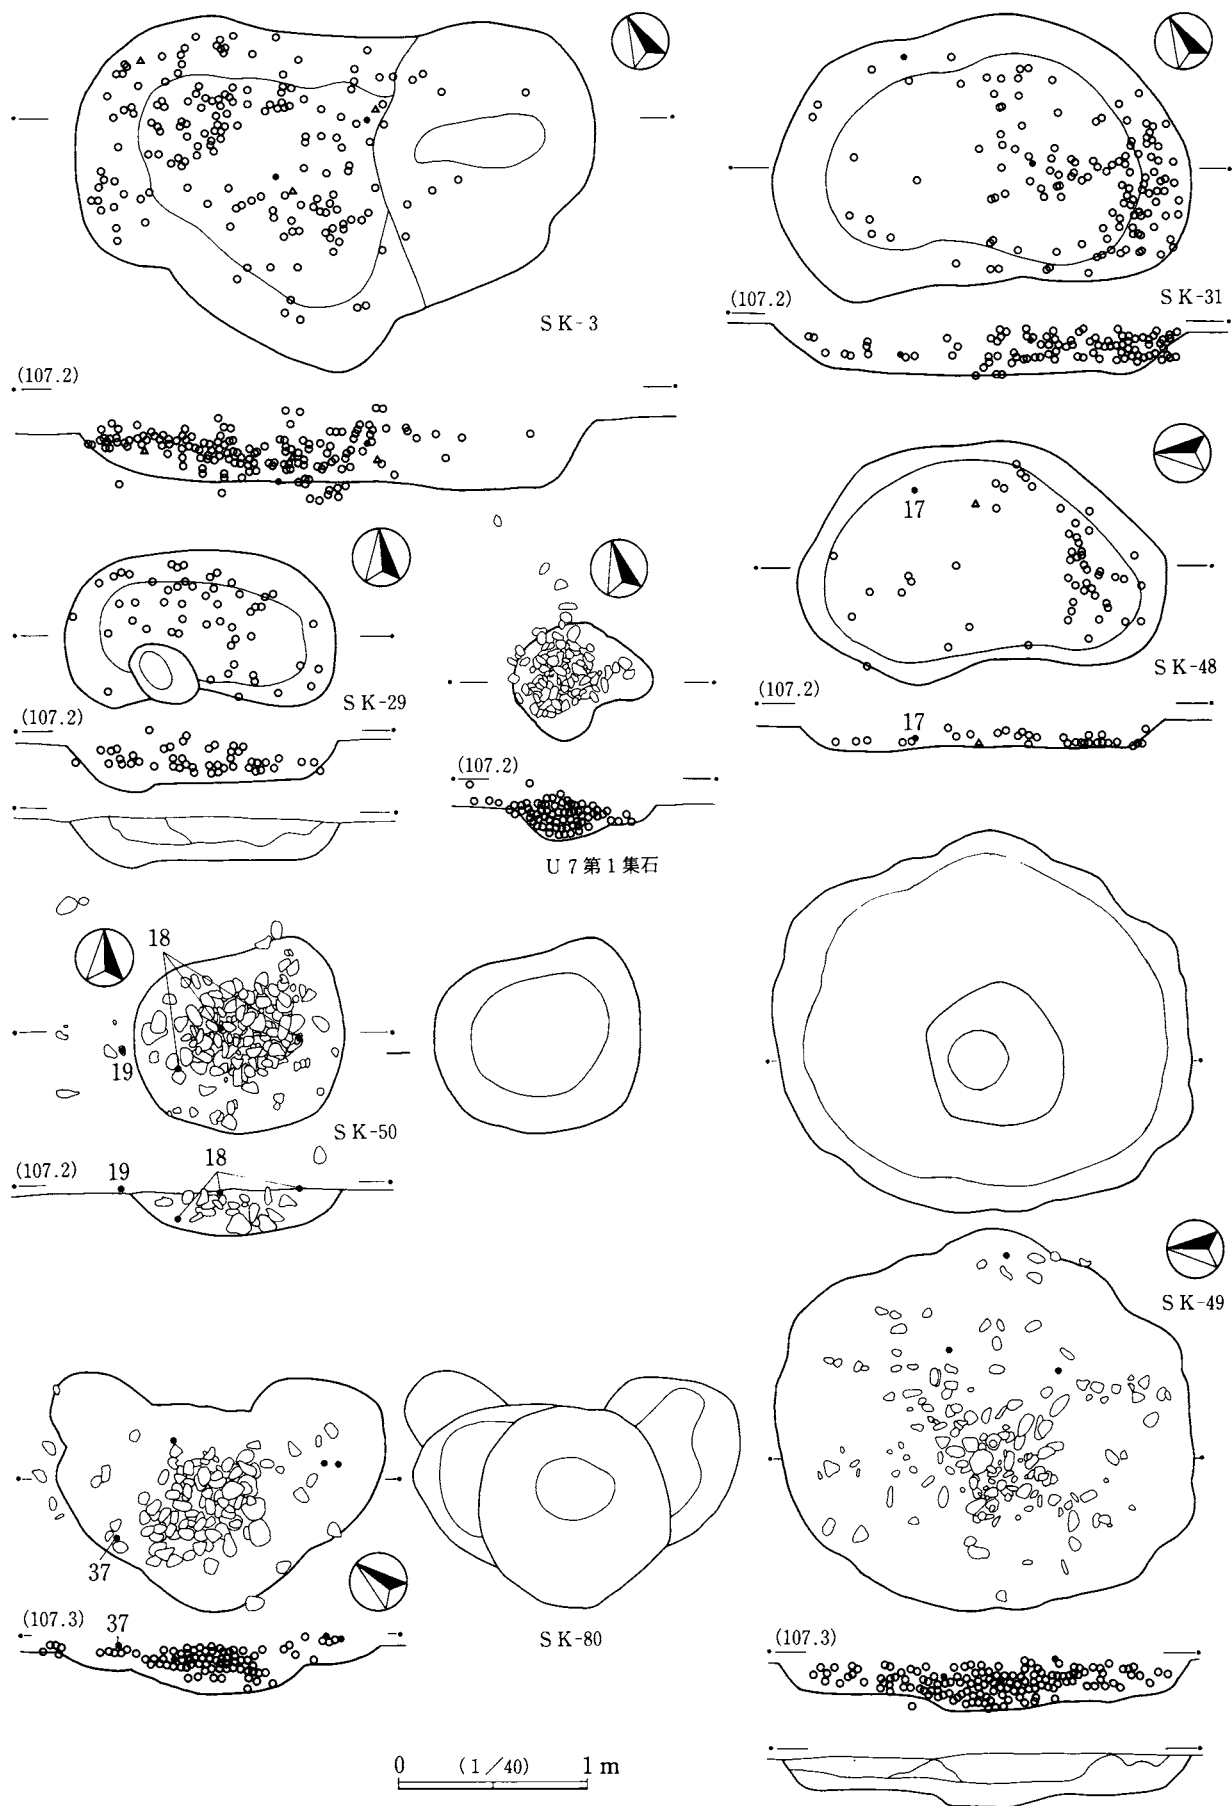 SK-3
(107.2)
SK-31
(107.2)
SK-29
(107.2)
U7第1集石
(107.2)
17
SK-48
(107.2)
17
18
19
SK-50
(107.2)
19
18
SK-49
(107.3)
37
(107.3)
37
SK-80
0 (1/40) 1m